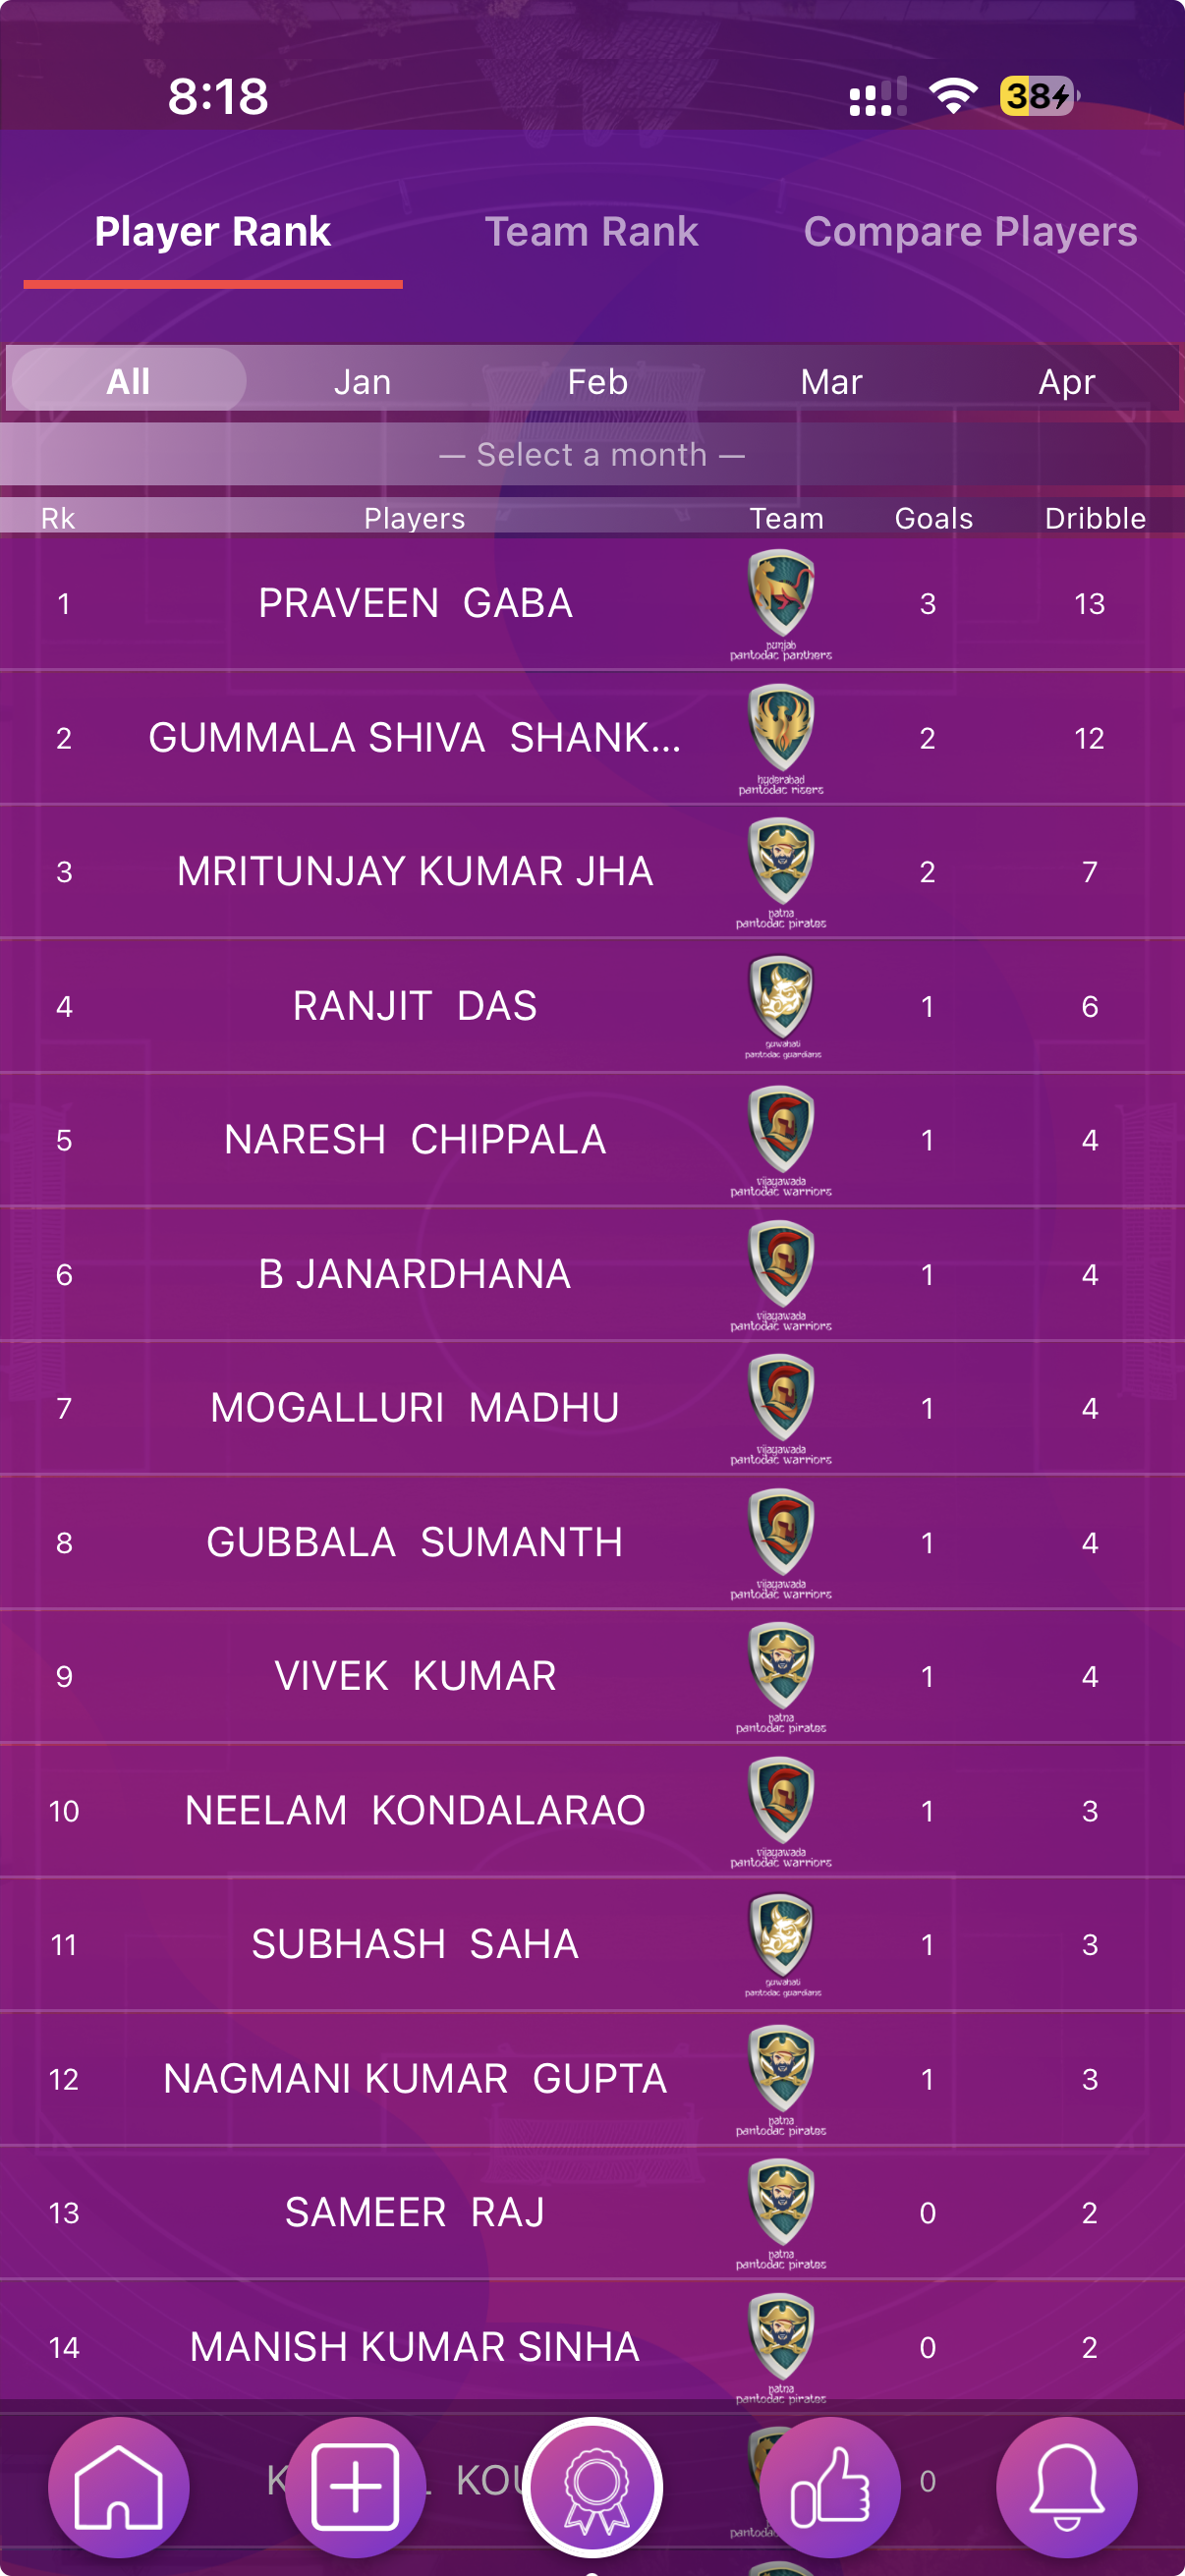 8:18 38
Player Rank Team Rank Compare Players
All Jan Feb Mar Apr
— Select a month —
Rk Players Team Goals Dribble
1 PRAVEEN GABA punjab pantodac panthers 3 13
2 GUMMALA SHIVA SHANK... hyderabad pantodac risers 2 12
3 MRITUNJAY KUMAR JHA patna pantodac pirates 2 7
4 RANJIT DAS guwahati pantodac guardians 1 6
5 NARESH CHIPPALA vijayawada pantodac warriors 1 4
6 B JANARDHANA vijayawada pantodac warriors 1 4
7 MOGALLURI MADHU vijayawada pantodac warriors 1 4
8 GUBBALA SUMANTH vijayawada pantodac warriors 1 4
9 VIVEK KUMAR patna pantodac pirates 1 4
10 NEELAM KONDALARAO vijayawada pantodac warriors 1 3
11 SUBHASH SAHA guwahati pantodac guardians 1 3
12 NAGMANI KUMAR GUPTA patna pantodac pirates 1 3
13 SAMEER RAJ patna pantodac pirates 0 2
14 MANISH KUMAR SINHA patna pantodac pirates 0 2
0